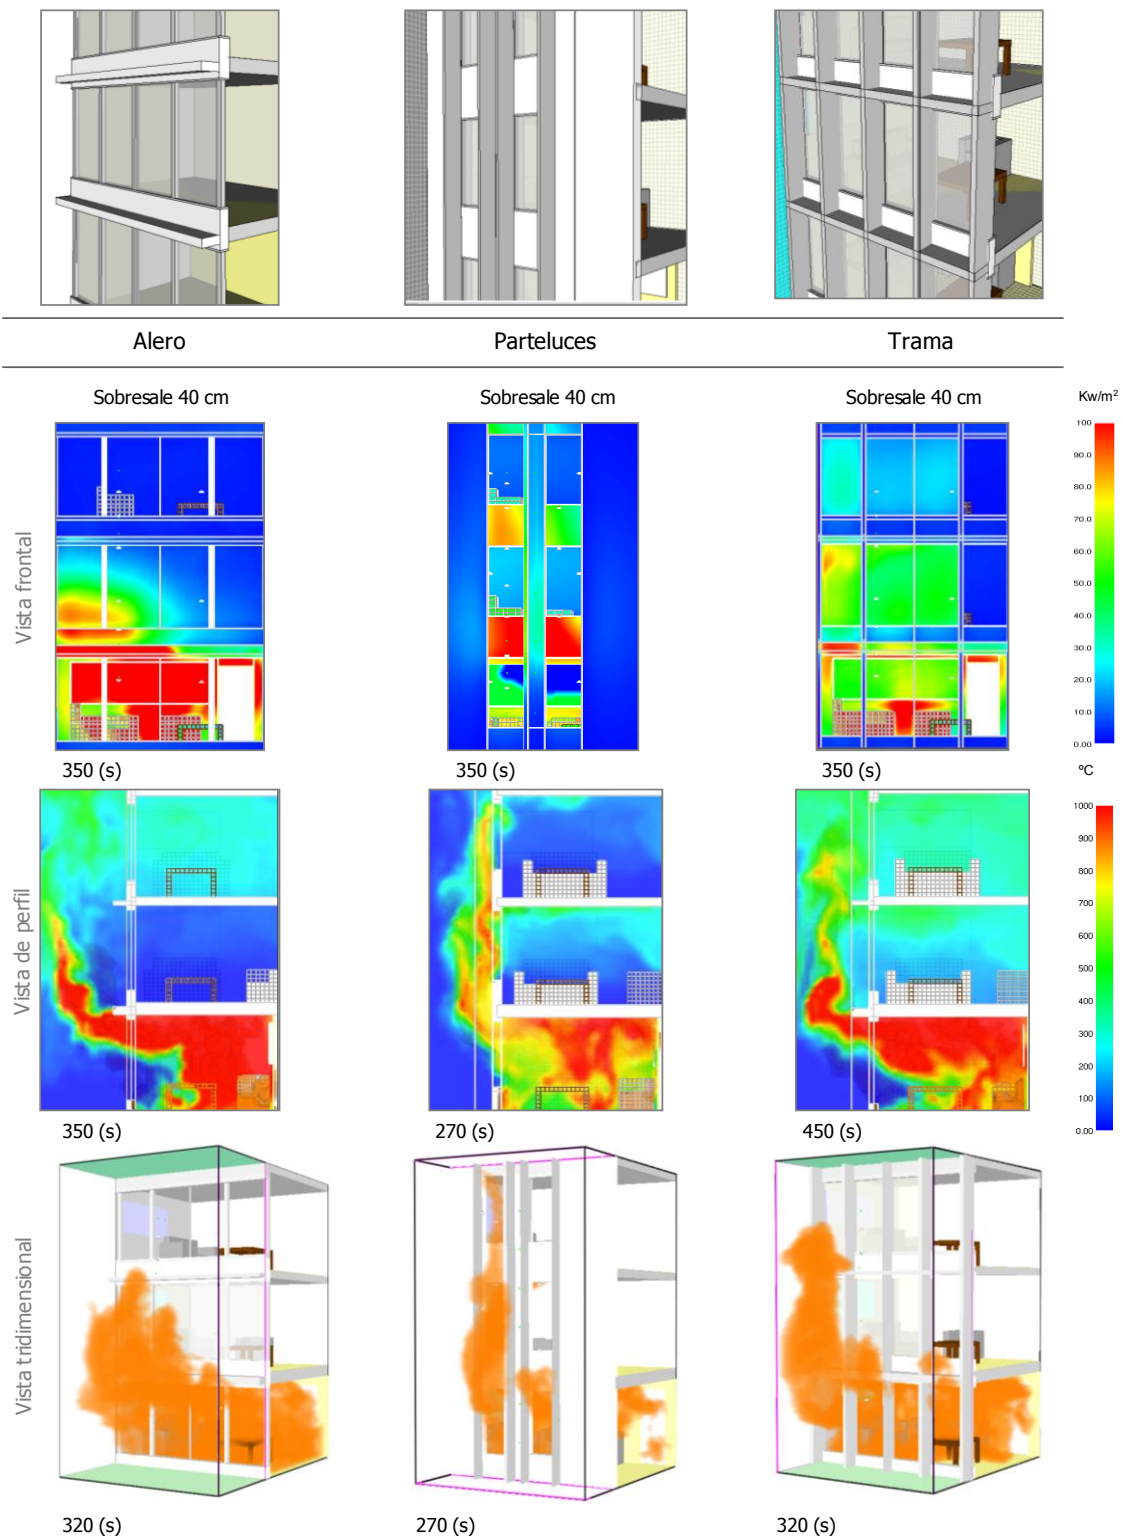 Alero
Parteluces
Trama
Sobresale 40 cm
Sobresale 40 cm
Sobresale 40 cm
Kw/m²
Vista frontal
100
90.0
80.0
70.0
60.0
50.0
40.0
30.0
20.0
10.0
0.00
350 (s)
350 (s)
350 (s)
ºC
Vista de perfil
1000
900
800
700
600
500
400
300
200
100
0.00
350 (s)
270 (s)
450 (s)
Vista tridimensional
320 (s)
270 (s)
320 (s)